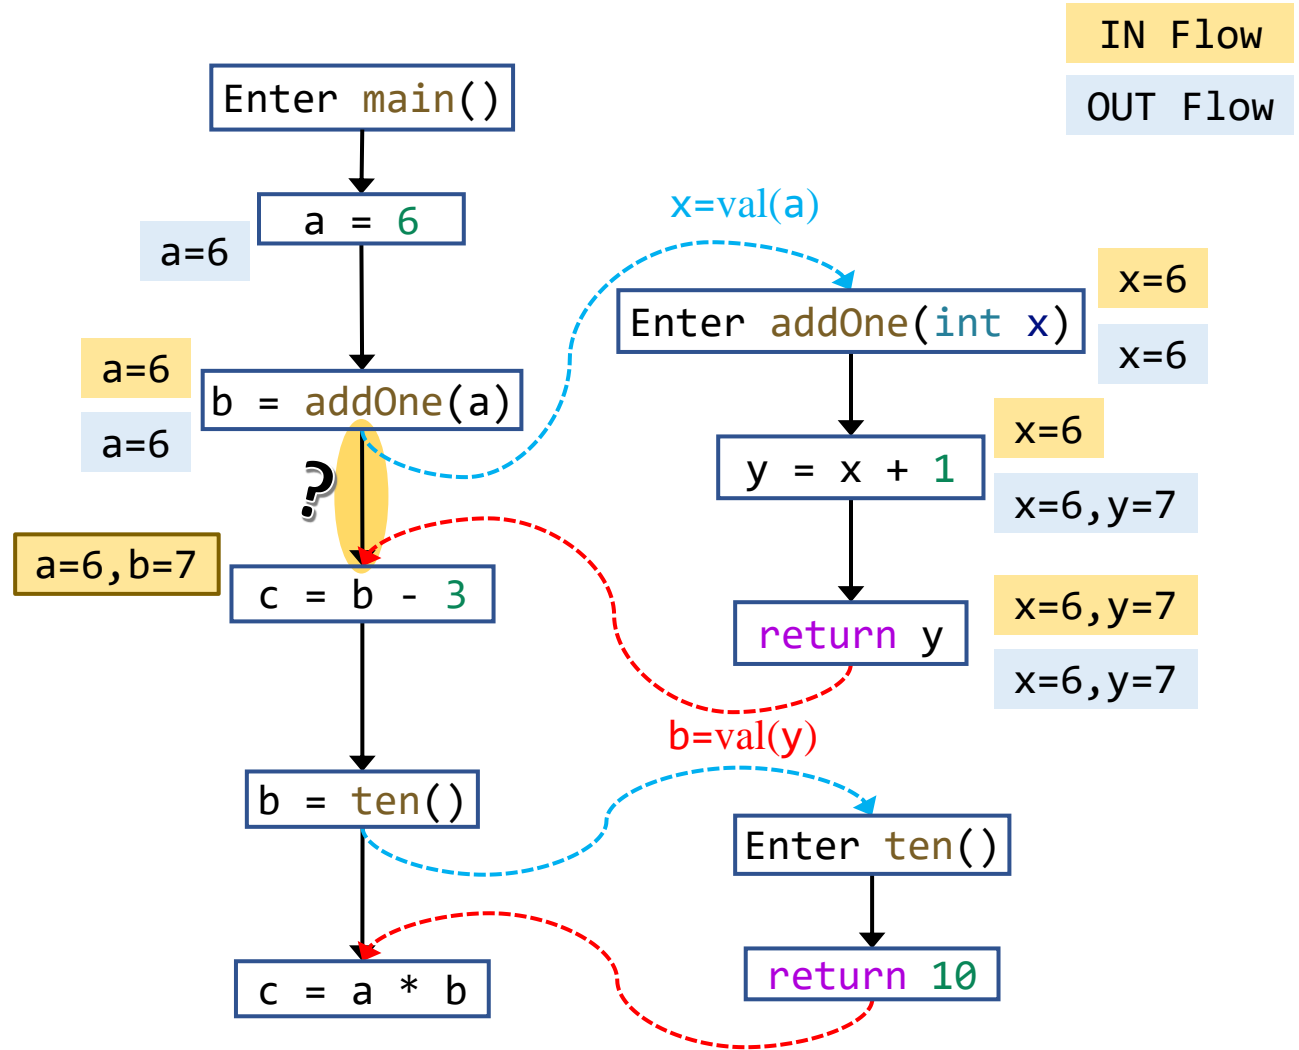 IN Flow
OUT Flow
Enter main()
a = 6
a=6
x=val(a)
Enter addOne(int x)
x=6
x=6
a=6
b = addOne(a)
a=6
x=6
y = x + 1
x=6,y=7
?
a=6,b=7
c = b - 3
x=6,y=7
return y
x=6,y=7
b=val(y)
b = ten()
Enter ten()
c = a * b
return 10